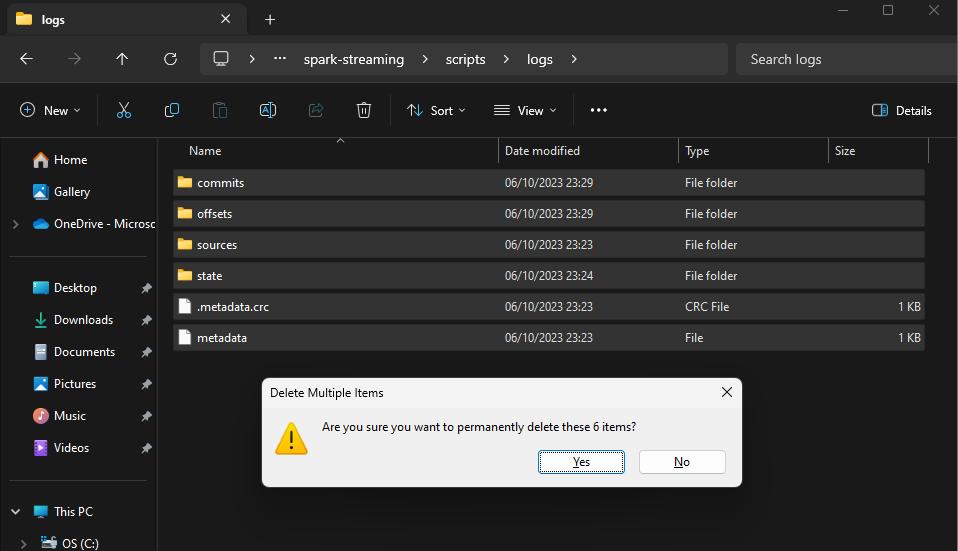 logs
spark-streaming scripts logs Search logs
New Sort View Details
Name Date modified Type Size
Home
Gallery
OneDrive - Microsc
Desktop
Downloads
Documents
Pictures
Music
Videos
This PC
OS (C:)
commits 06/10/2023 23:29 File folder
offsets 06/10/2023 23:29 File folder
sources 06/10/2023 23:23 File folder
state 06/10/2023 23:24 File folder
.metadata.crc 06/10/2023 23:23 CRC File 1 KB
metadata 06/10/2023 23:23 File 1 KB
Delete Multiple Items
Are you sure you want to permanently delete these 6 items?
Yes No